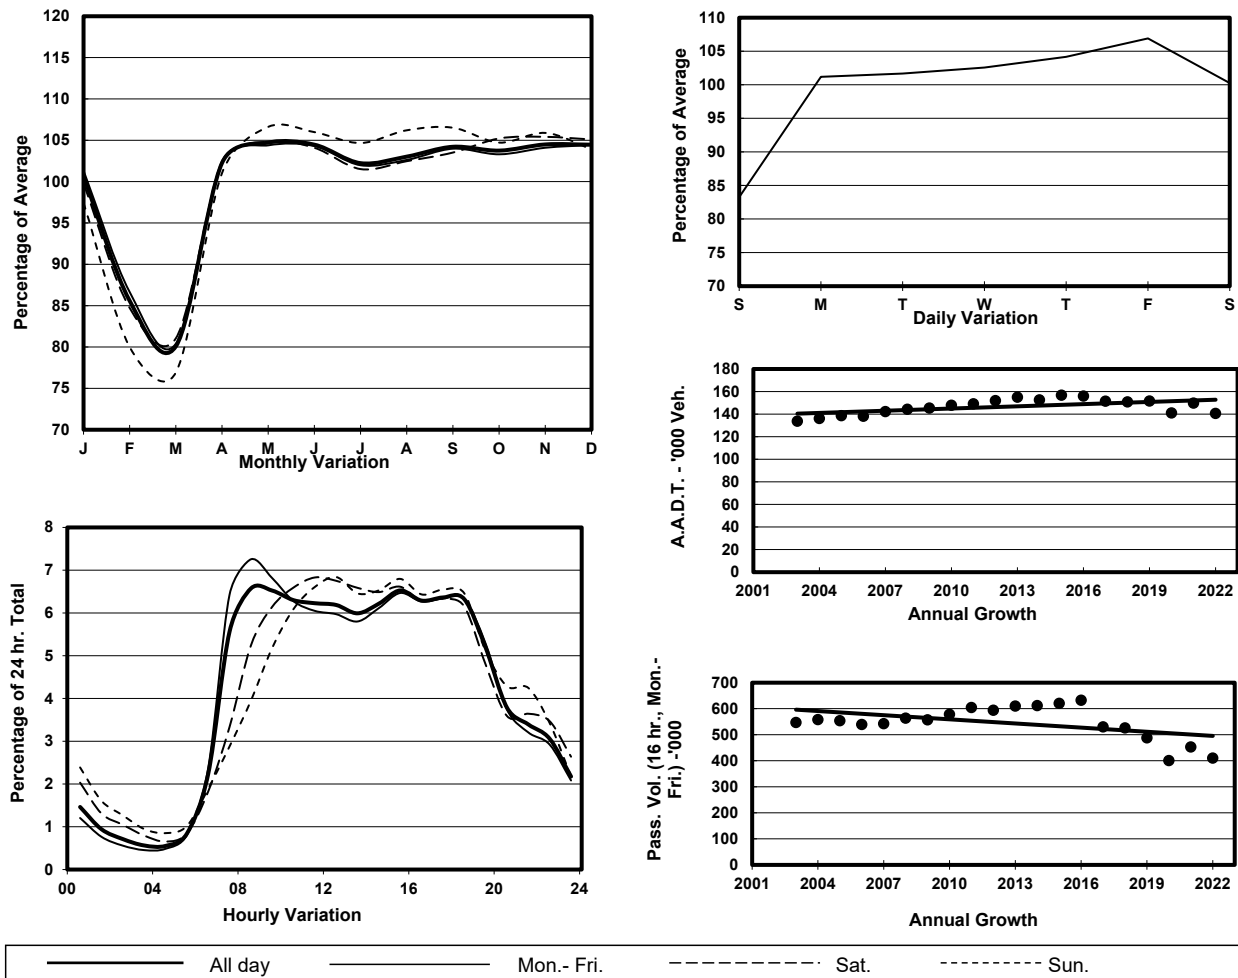 120
115
110
105
100
95
90
85
80
75
70
Percentage of Average
J F M A M J J A S O N D
Monthly Variation
110
105
100
95
90
85
80
75
70
Percentage of Average
S M T W T F S
Daily Variation
180
160
140
120
100
80
60
40
20
0
A.A.D.T. - '000 Veh.
2001 2004 2007 2010 2013 2016 2019 2022
Annual Growth
8
7
6
5
4
3
2
1
0
Percentage of 24 hr. Total
00 04 08 12 16 20 24
Hourly Variation
700
600
500
400
300
200
100
0
Pass. Vol. (16 hr., Mon.-
Fri.) -'000
2001 2004 2007 2010 2013 2016 2019 2022
Annual Growth
All day Mon.- Fri. Sat. Sun.